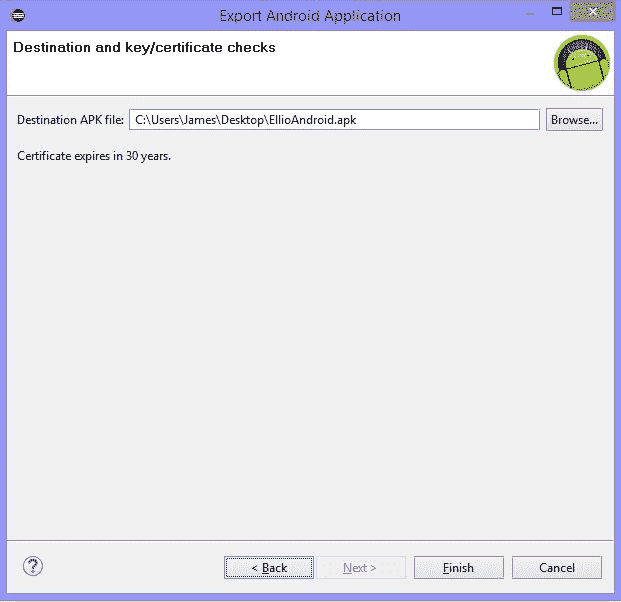 Export Android Application
Destination and key/certificate checks
Destination APK file: C:\Users\James\Desktop\EllioAndroid.apk Browse...
Certificate expires in 30 years.
? < Back Next > Finish Cancel